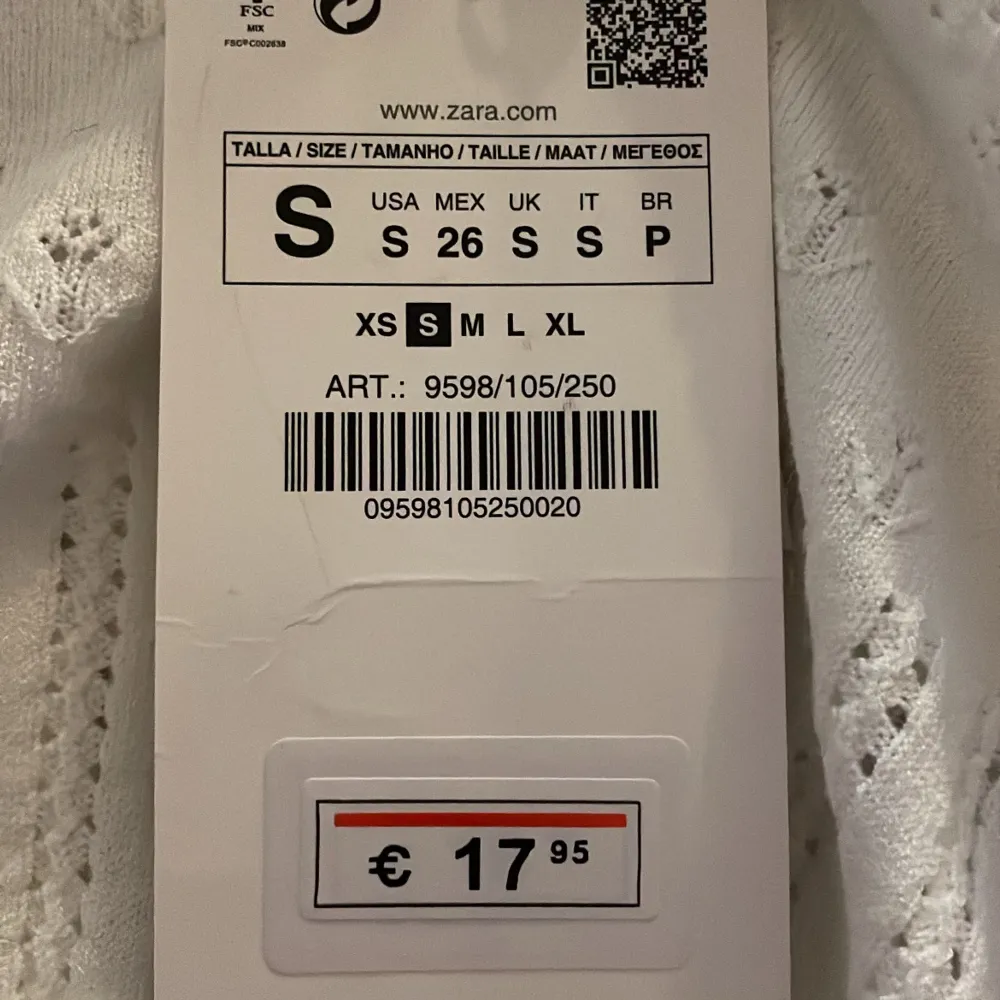 FSC
MIX
FSC® C002638
www.zara.com
TALLA / SIZE / TAMANHO / TAILLE / MAAT / ΜΕΓΕΘΟΣ
S
USA MEX UK IT BR
S 26 S S P
XS S M L XL
ART.: 9598/105/250
09598105250020
€ 17 95